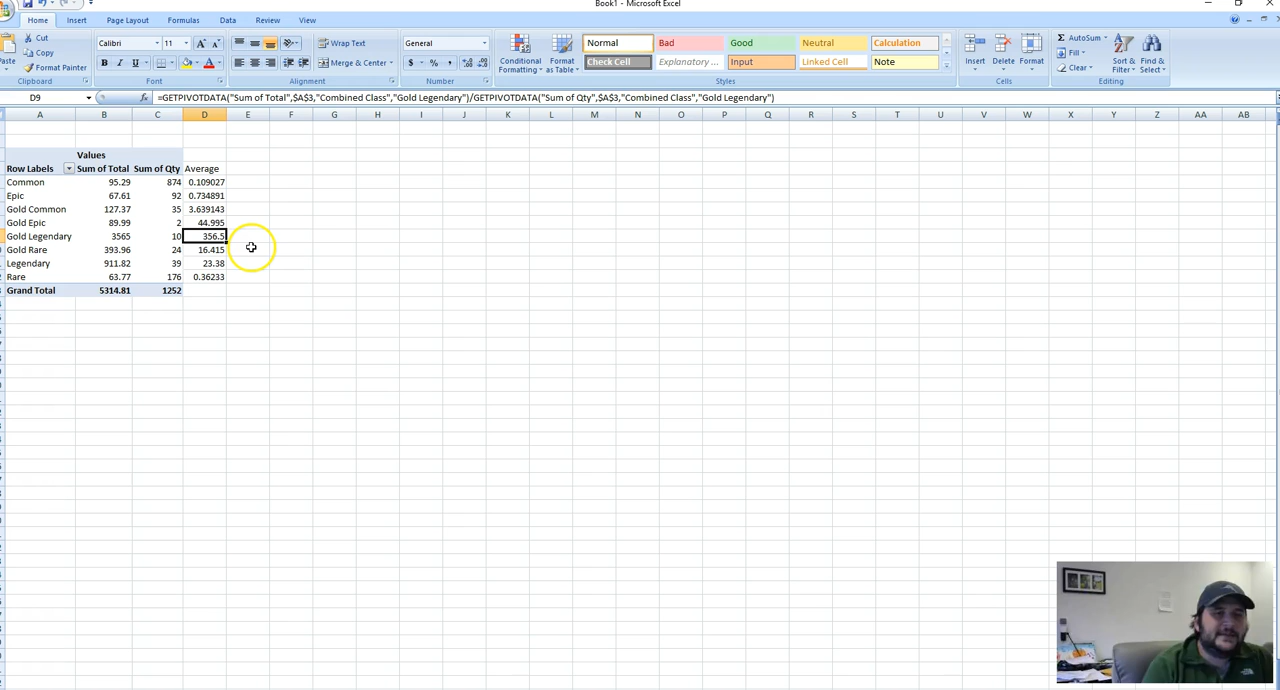 Book1 - Microsoft Excel
Home Insert Page Layout Formulas Data Review View
Cut Calibri 11 Wrap Text General Normal Bad Good Neutral Calculation AutoSum
Copy Fill
Paste Format Painter B I U Merge & Center $ % , Conditional Formatting Format as Table Check Cell Explanatory ... Input Linked Cell Note Insert Delete Format Clear Sort & Filter Find & Select
Clipboard Font Alignment Number Styles Cells Editing
D9 fx =GETPIVOTDATA("Sum of Total",$A$3,"Combined Class","Gold Legendary")/GETPIVOTDATA("Sum of Qty",$A$3,"Combined Class","Gold Legendary")
A B C D E F G H I J K L M N O P Q R S T U V W X Y Z AA AB
Values
Row Labels Sum of Total Sum of Qty Average
Common 95.29 874 0.109027
Epic 67.61 92 0.734891
Gold Common 127.37 35 3.639143
Gold Epic 89.99 2 44.995
Gold Legendary 3565 10 356.5
Gold Rare 393.96 24 16.415
Legendary 911.82 39 23.38
Rare 63.77 176 0.36233
Grand Total 5314.81 1252